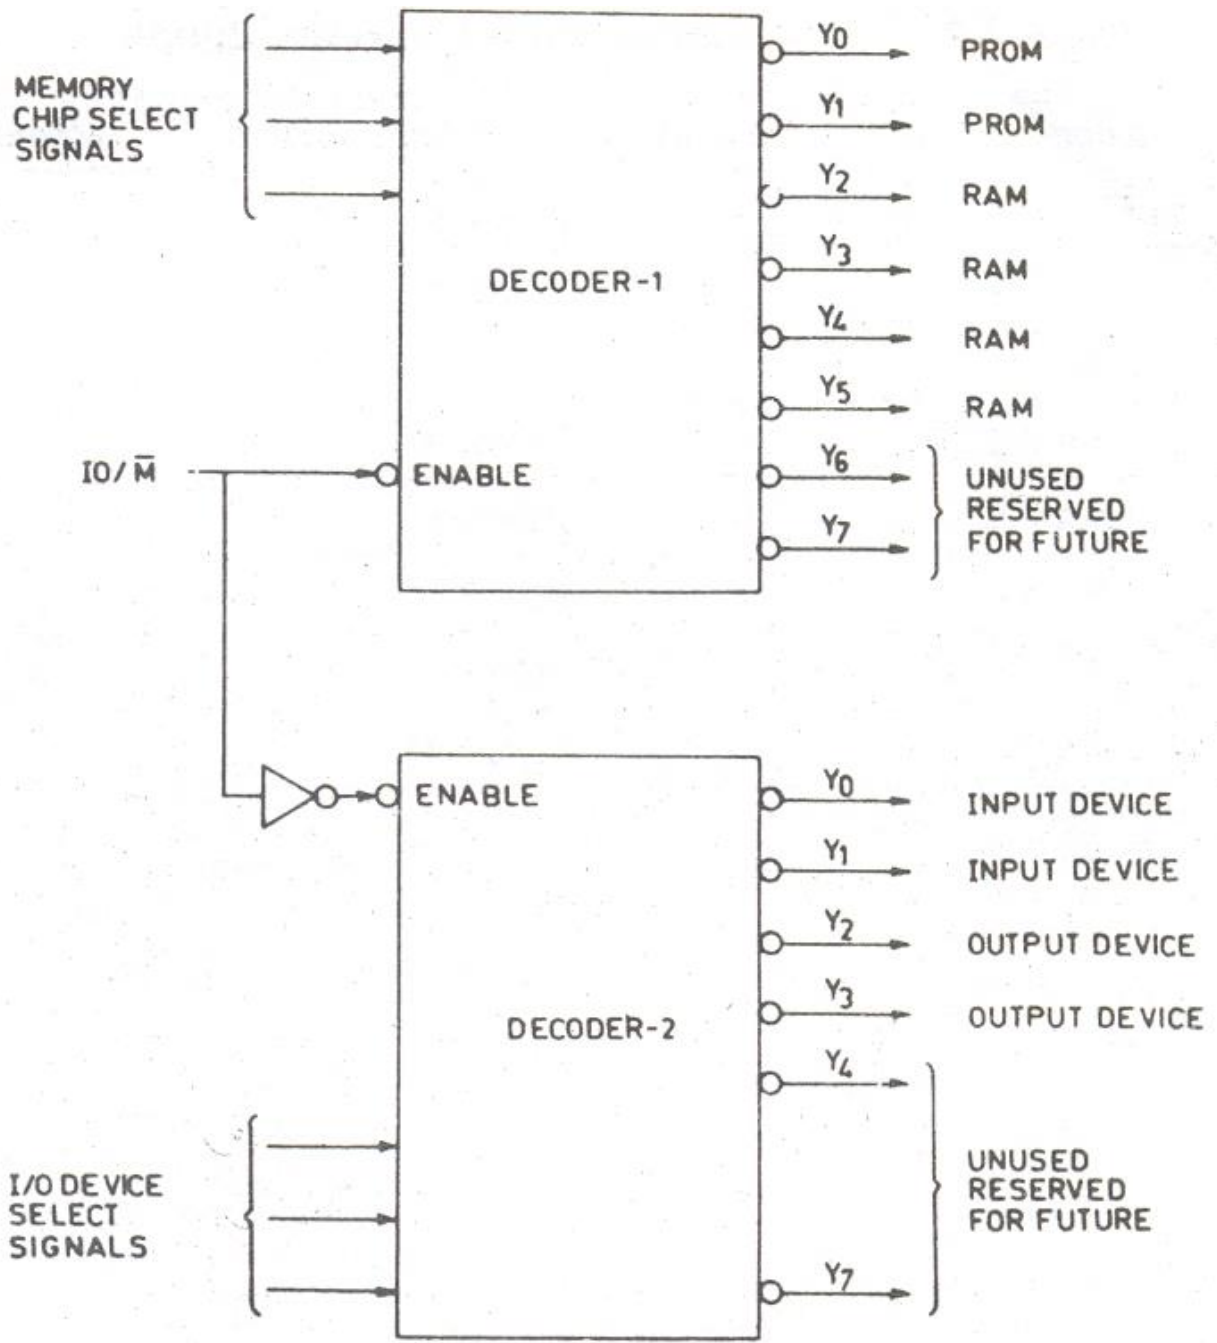 MEMORY
CHIP SELECT
SIGNALS
Y0
PROM
Y1
PROM
Y2
RAM
Y3
RAM
DECODER-1
Y4
RAM
Y5
RAM
IO/M̅
ENABLE
Y6
Y7
UNUSED
RESERVED
FOR FUTURE
ENABLE
Y0
INPUT DEVICE
Y1
INPUT DEVICE
Y2
OUTPUT DEVICE
Y3
OUTPUT DEVICE
DECODER-2
Y4
I/O DEVICE
SELECT
SIGNALS
UNUSED
RESERVED
FOR FUTURE
Y7